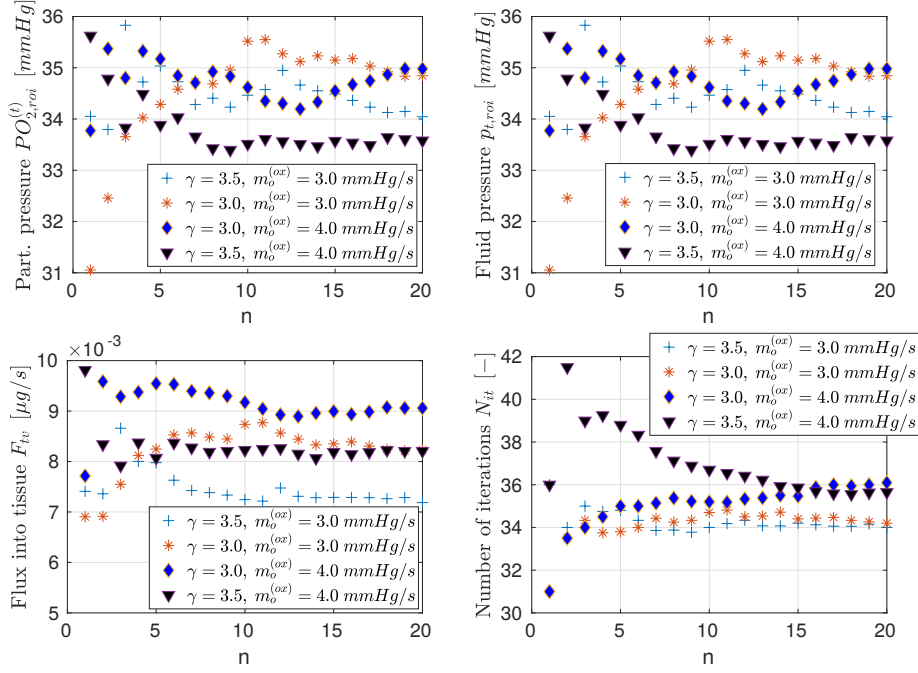 Part. pressure PO_{2,roi}^{(t)} [mmHg]
36
35
34
33
32
31
0 5 10 15 20
n
γ = 3.5, m_o^{(ox)} = 3.0 mmHg/s
γ = 3.0, m_o^{(ox)} = 3.0 mmHg/s
γ = 3.0, m_o^{(ox)} = 4.0 mmHg/s
γ = 3.5, m_o^{(ox)} = 4.0 mmHg/s
Fluid pressure p_{t,roi} [mmHg]
36
35
34
33
32
31
0 5 10 15 20
n
γ = 3.5, m_o^{(ox)} = 3.0 mmHg/s
γ = 3.0, m_o^{(ox)} = 3.0 mmHg/s
γ = 3.0, m_o^{(ox)} = 4.0 mmHg/s
γ = 3.5, m_o^{(ox)} = 4.0 mmHg/s
Flux into tissue F_{tv} [μg/s]
×10^{-3}
10
9
8
7
6
5
0 5 10 15 20
n
γ = 3.5, m_o^{(ox)} = 3.0 mmHg/s
γ = 3.0, m_o^{(ox)} = 3.0 mmHg/s
γ = 3.0, m_o^{(ox)} = 4.0 mmHg/s
γ = 3.5, m_o^{(ox)} = 4.0 mmHg/s
Number of iterations N_{it} [−]
42
40
38
36
34
32
30
0 5 10 15 20
n
γ = 3.5, m_o^{(ox)} = 3.0 mmHg/s
γ = 3.0, m_o^{(ox)} = 3.0 mmHg/s
γ = 3.0, m_o^{(ox)} = 4.0 mmHg/s
γ = 3.5, m_o^{(ox)} = 4.0 mmHg/s